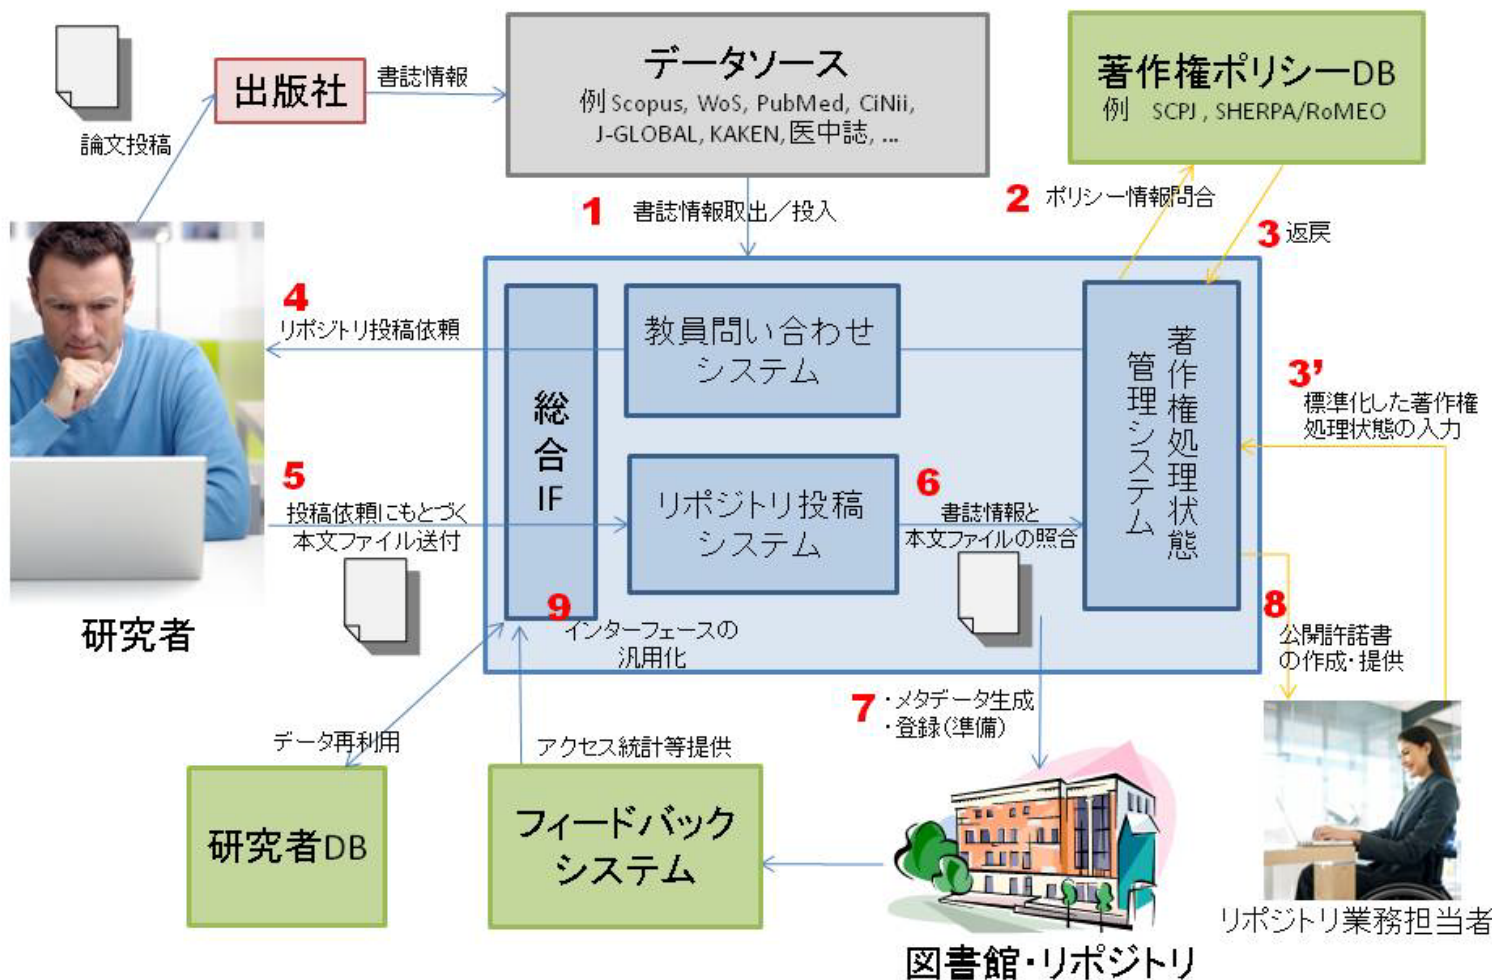 論文投稿
出版社
書誌情報
データソース
例 Scopus, WoS, PubMed, CiNii,
J-GLOBAL, KAKEN, 医中誌, ...
著作権ポリシーDB
例 SCPJ , SHERPA/RoMEO
1 書誌情報取出／投入
2 ポリシー情報問合
3 返戻
4
リポジトリ投稿依頼
教員問い合わせ
システム
総合IF
著作権処理状態
管理システム
3’
標準化した著作権
処理状態の入力
5
投稿依頼にもとづく
本文ファイル送付
リポジトリ投稿
システム
6
書誌情報と
本文ファイルの照合
研究者
9
インターフェースの
汎用化
8
公開許諾書
の作成・提供
7
・メタデータ生成
・登録(準備)
データ再利用
アクセス統計等提供
研究者DB
フィードバック
システム
図書館・リポジトリ
リポジトリ業務担当者